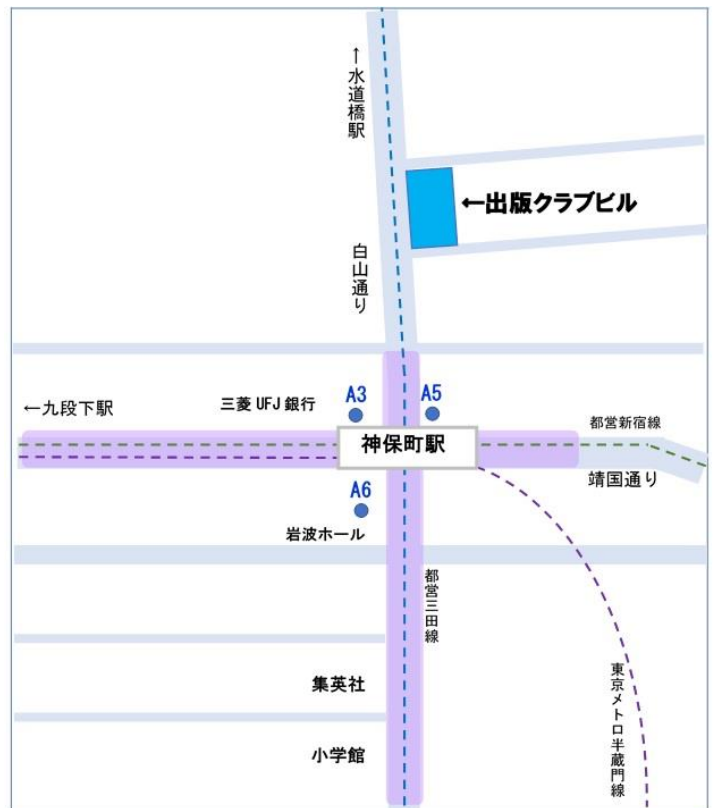 ↑水道橋駅
←出版クラブビル
白山通り
A3
A5
三菱UFJ銀行
←九段下駅
都営新宿線
神保町駅
靖国通り
A6
岩波ホール
都営三田線
集英社
東京メトロ半蔵門線
小学館